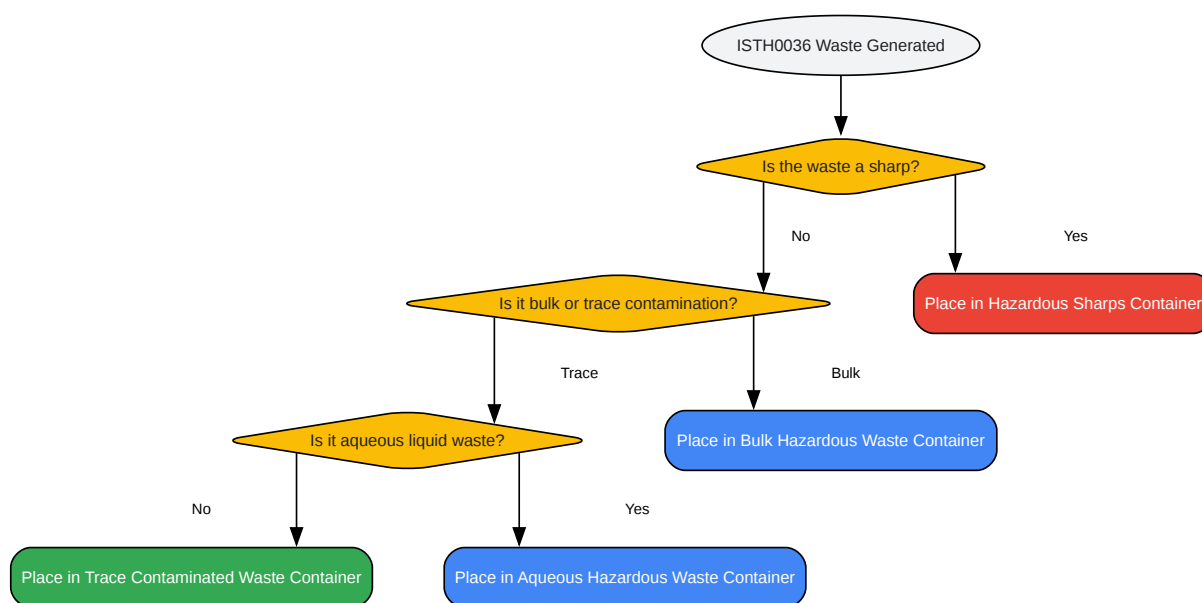 ISTH0036 Waste Generated
Is the waste a sharp?
No
Yes
Is it bulk or trace contamination?
Place in Hazardous Sharps Container
Trace
Bulk
Is it aqueous liquid waste?
Place in Bulk Hazardous Waste Container
No
Yes
Place in Trace Contaminated Waste Container
Place in Aqueous Hazardous Waste Container